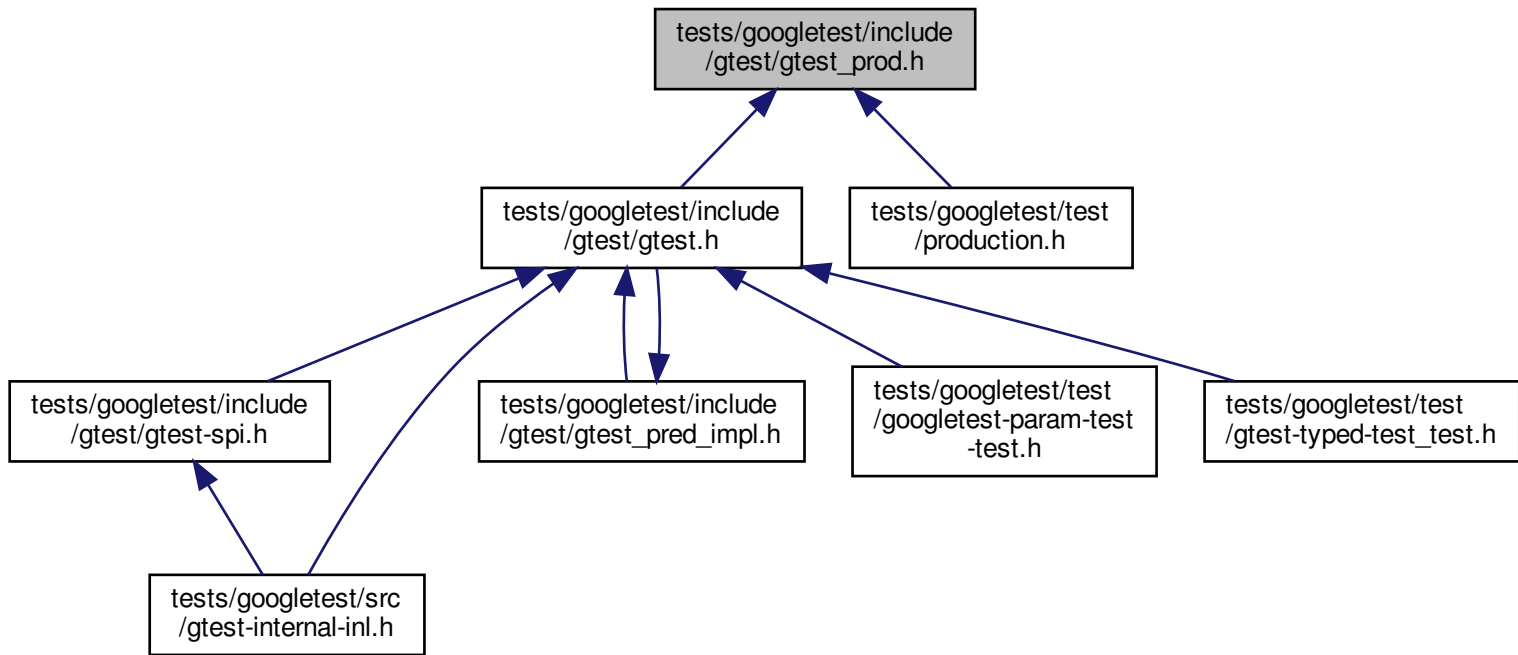 tests/googletest/include
/gtest/gtest_prod.h
tests/googletest/include
/gtest/gtest.h
tests/googletest/test
/production.h
tests/googletest/include
/gtest/gtest-spi.h
tests/googletest/include
/gtest/gtest_pred_impl.h
tests/googletest/test
/googletest-param-test
-test.h
tests/googletest/test
/gtest-typed-test_test.h
tests/googletest/src
/gtest-internal-inl.h